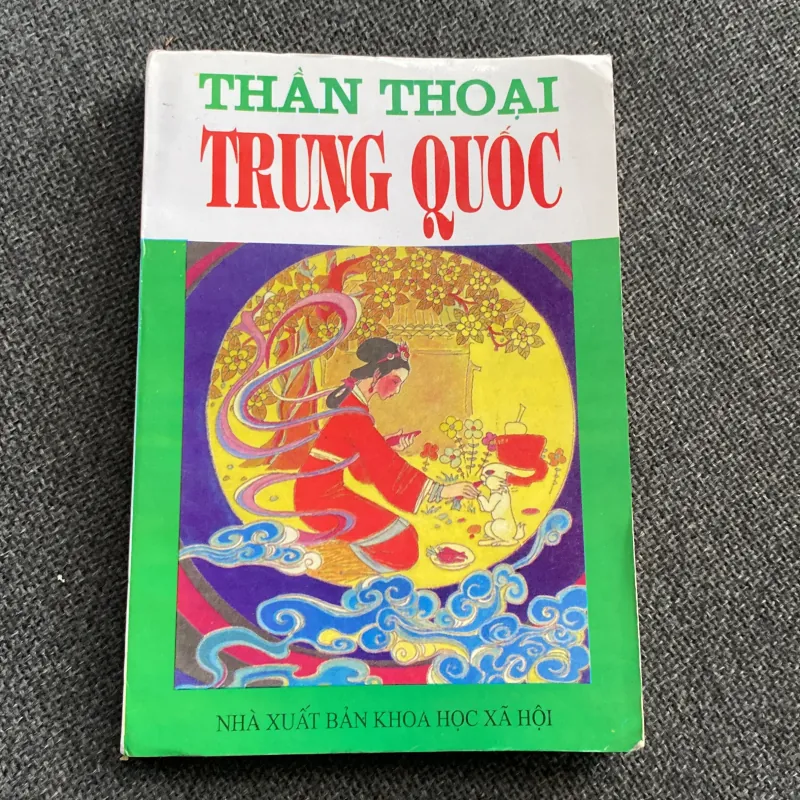 THẦN THOẠI
TRUNG QUỐC
NHÀ XUẤT BẢN KHOA HỌC XÃ HỘI